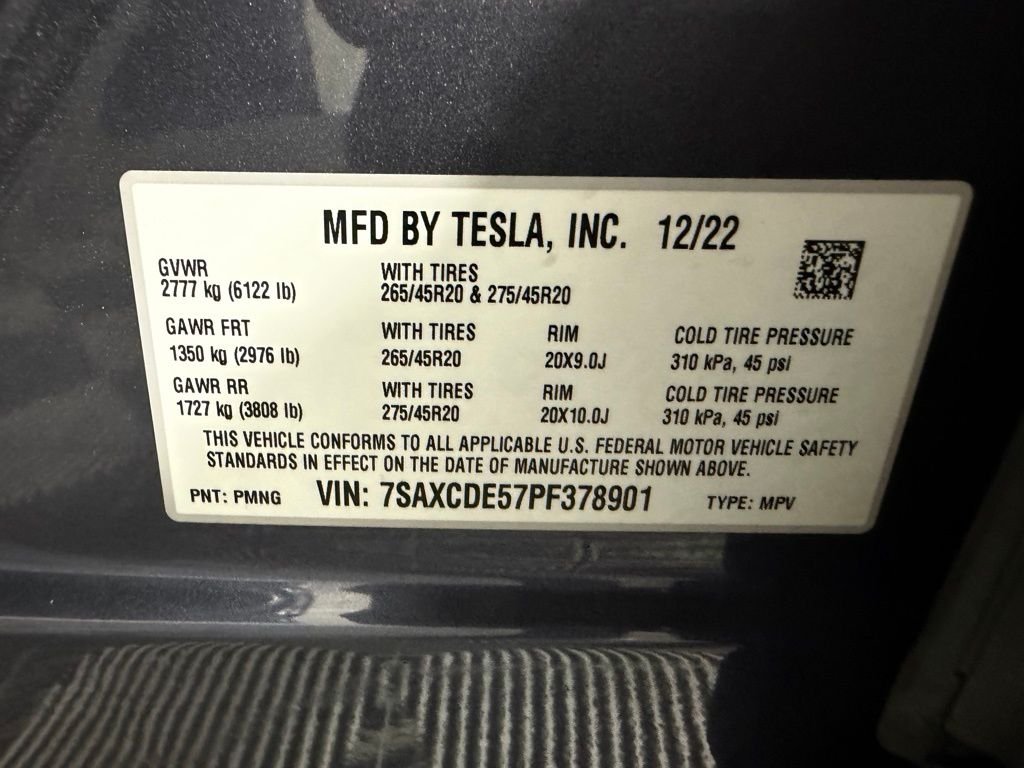 MFD BY TESLA, INC. 12/22
GVWR WITH TIRES
2777 kg (6122 lb) 265/45R20 & 275/45R20
GAWR FRT WITH TIRES RIM COLD TIRE PRESSURE
1350 kg (2976 lb) 265/45R20 20X9.0J 310 kPa, 45 psi
GAWR RR WITH TIRES RIM COLD TIRE PRESSURE
1727 kg (3808 lb) 275/45R20 20X10.0J 310 kPa, 45 psi
THIS VEHICLE CONFORMS TO ALL APPLICABLE U.S. FEDERAL MOTOR VEHICLE SAFETY
STANDARDS IN EFFECT ON THE DATE OF MANUFACTURE SHOWN ABOVE.
PNT: PMNG VIN: 7SAXCDE57PF378901 TYPE: MPV